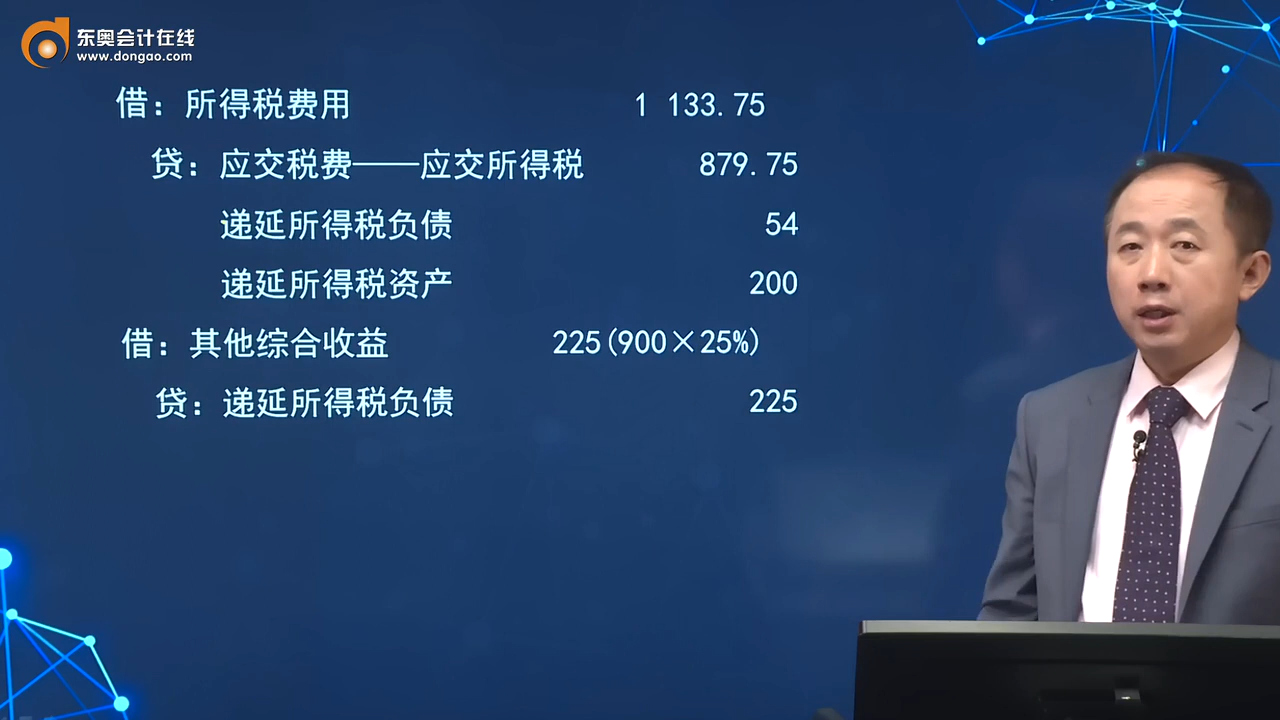 东奥会计在线
www.dongao.com
借：所得税费用 1 133.75
贷：应交税费——应交所得税 879.75
递延所得税负债 54
递延所得税资产 200
借：其他综合收益 225(900×25%)
贷：递延所得税负债 225